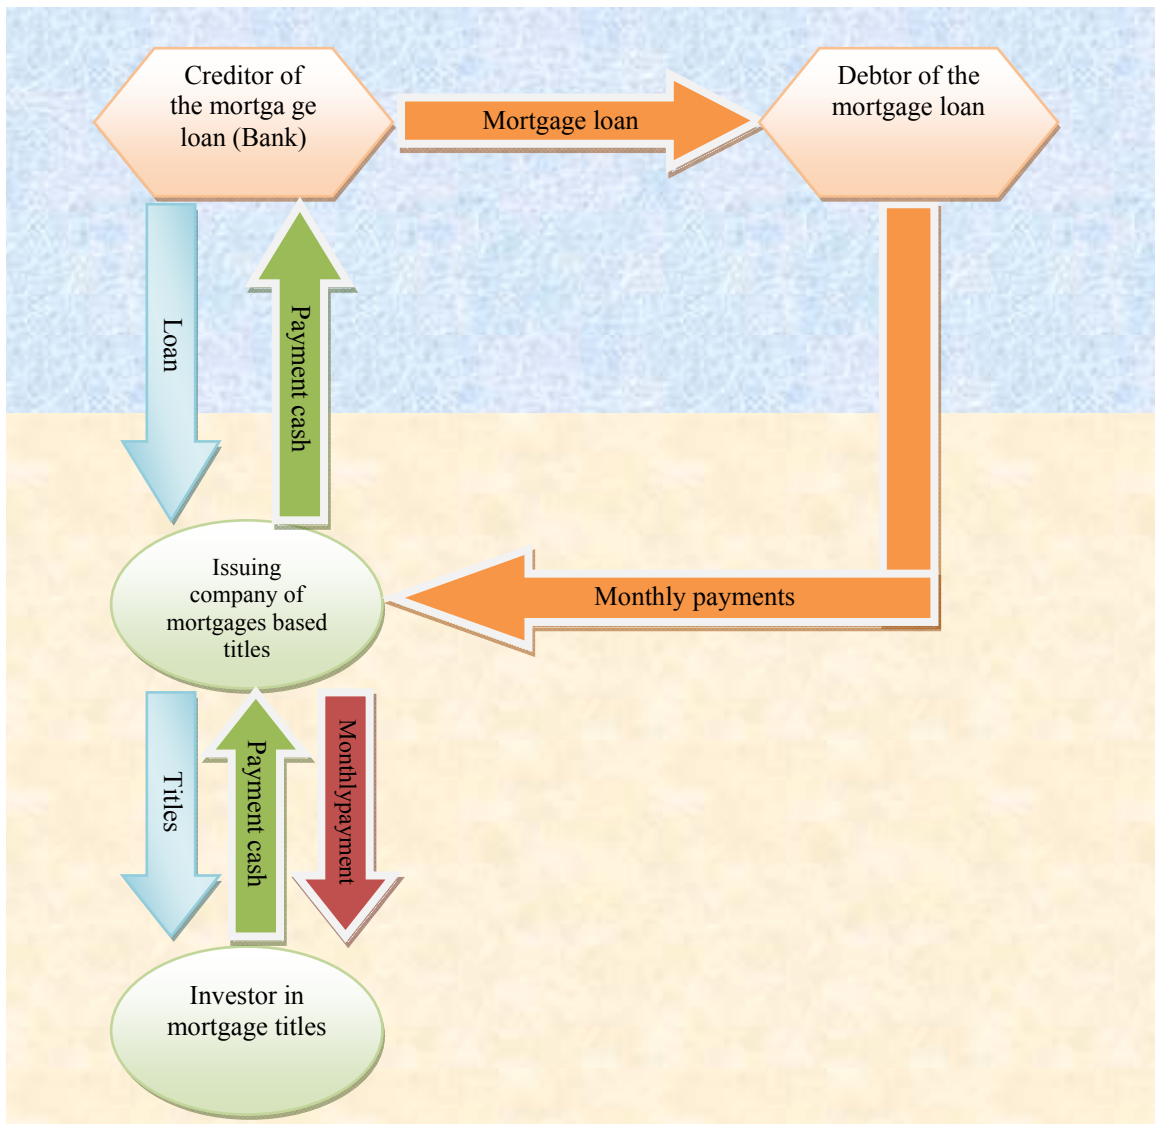 Creditor of
the mortga ge
loan (Bank)
Mortgage loan
Debtor of the
mortgage loan
Loan
Payment cash
Issuing
company of
mortgages based
titles
Monthly payments
Titles
Payment cash
Monthlypayment
Investor in
mortgage titles